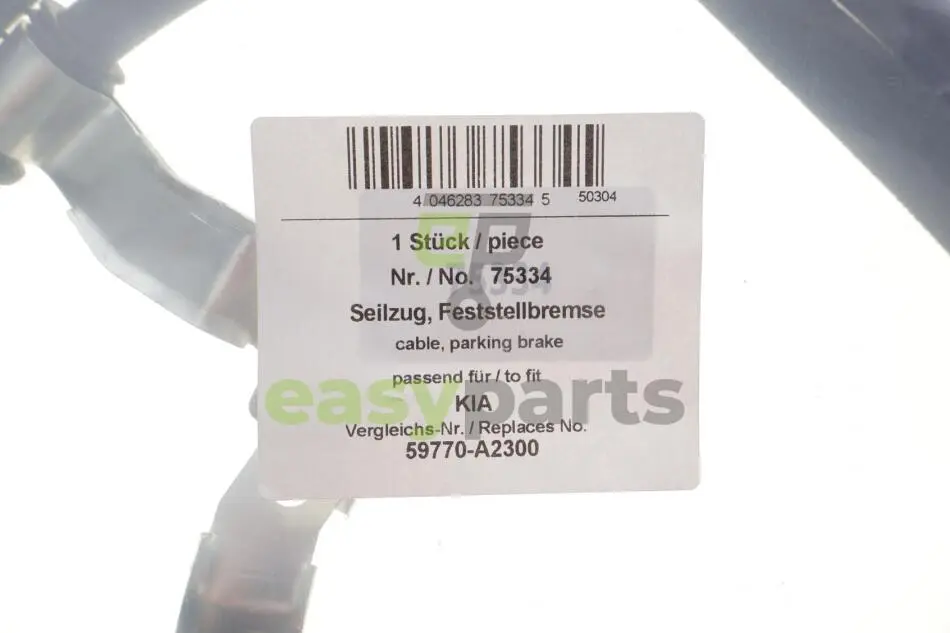 4 046283 75334 5 50304
1 Stück / piece
Nr. / No. 75334
Seilzug, Feststellbremse
cable, parking brake
passend für / to fit
easyparts
KIA
Vergleichs-Nr. / Replaces No.
59770-A2300